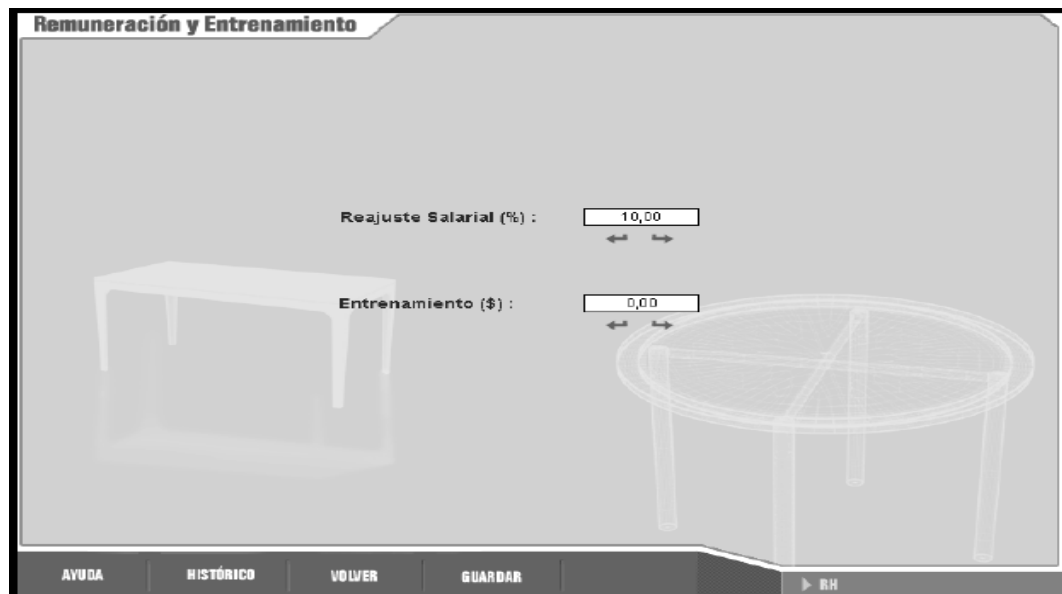 Remuneración y Entrenamiento
Reajuste Salarial (%) : 10,00
Entrenamiento ($) : 0,00
AYUDA HISTÓRICO VOLVER GUARDAR RH